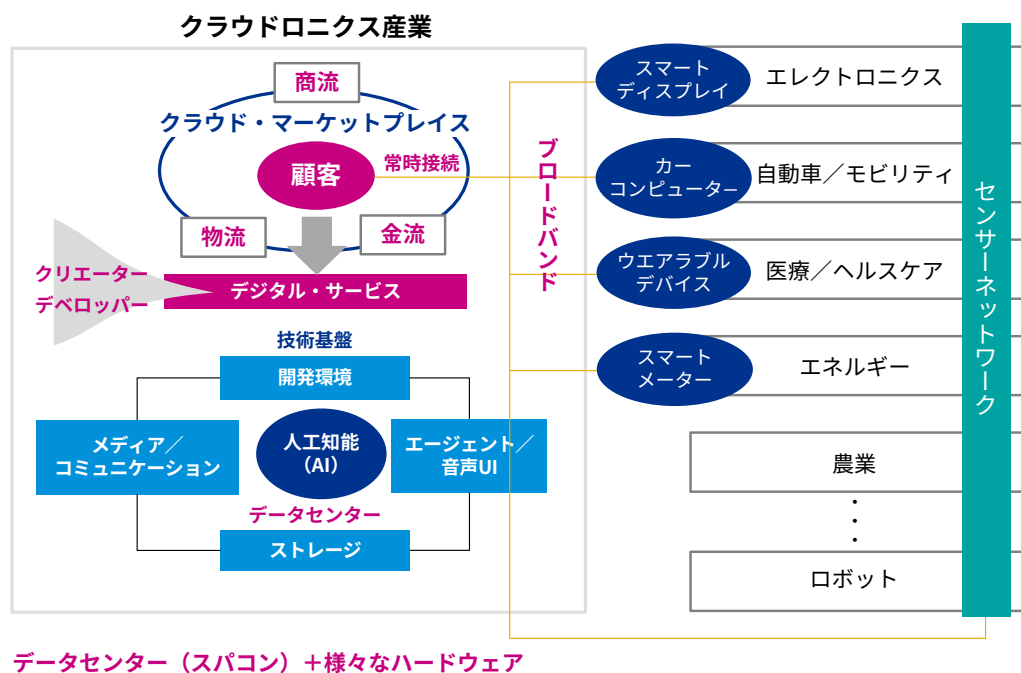 クラウドロニクス産業
商流
クラウド・マーケットプレイス
顧客
常時接続
物流
金流
クリエーター
デベロッパー
デジタル・サービス
技術基盤
開発環境
メディア／
コミュニケーション
人工知能
（AI）
エージェント／
音声UI
データセンター
ストレージ
ブロードバンド
スマート
ディスプレイ
エレクトロニクス
カー
コンピューター
自動車／モビリティ
ウエアラブル
デバイス
医療／ヘルスケア
スマート
メーター
エネルギー
農業
・
・
・
ロボット
センサーネットワーク
データセンター（スパコン）＋様々なハードウェア